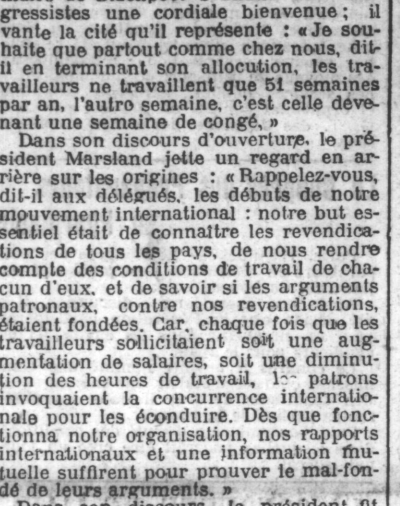 gressistes une cordiale bienvenue ; il
vante la cité qu'il représente : « Je sou-
haite que partout comme chez nous, dit-
il en terminant son allocution, les tra-
vailleurs ne travaillent que 51 semaines
par an, l'autro semaine, c'est celle deve-
nant une semaine de congé, »
Dans son discours d'ouverture, le pré-
sident Marsland jette un regard en ar-
rière sur les origines : « Rappelez-vous,
dit-il aux délégués, les débuts de notre
mouvement international : notre but es-
sentiel était de connaître les revendica-
tions de tous les pays, de nous rendre
compte des conditions de travail de cha-
cun d'eux, et de savoir si les arguments
patronaux, contre nos revendications,
étaient fondées. Car, chaque fois que les
travailleurs sollicitaient soit une aug-
mentation de salaires, soit une diminu-
tion des heures de travail, les patrons
invoquaient la concurrence internatio-
nale pour les éconduire. Dès que fonc-
tionna notre organisation, nos rapports
internationaux et une information mu-
tuelle suffirent pour prouver le mal-fon-
dé de leurs arguments. »
Dans son discours, le président fit